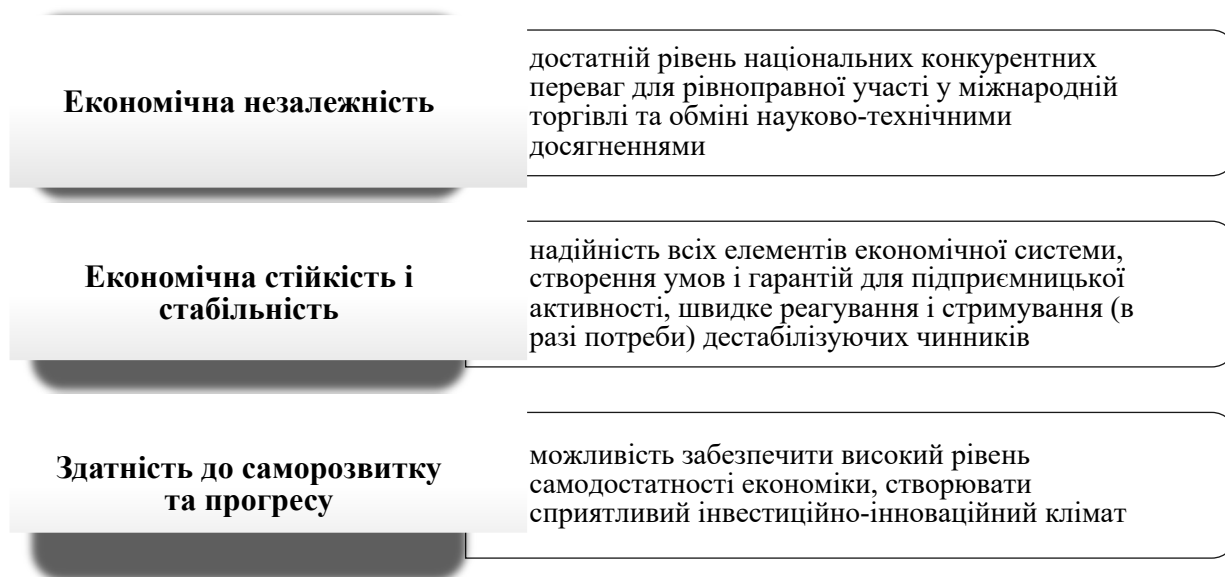 Економічна незалежність
достатній рівень національних конкурентних
переваг для рівноправної участі у міжнародній
торгівлі та обміні науково-технічними
досягненнями
Економічна стійкість і
стабільність
надійність всіх елементів економічної системи,
створення умов і гарантій для підприємницької
активності, швидке реагування і стримування (в
разі потреби) дестабілізуючих чинників
Здатність до саморозвитку
та прогресу
можливість забезпечити високий рівень
самодостатності економіки, створювати
сприятливий інвестиційно-інноваційний клімат